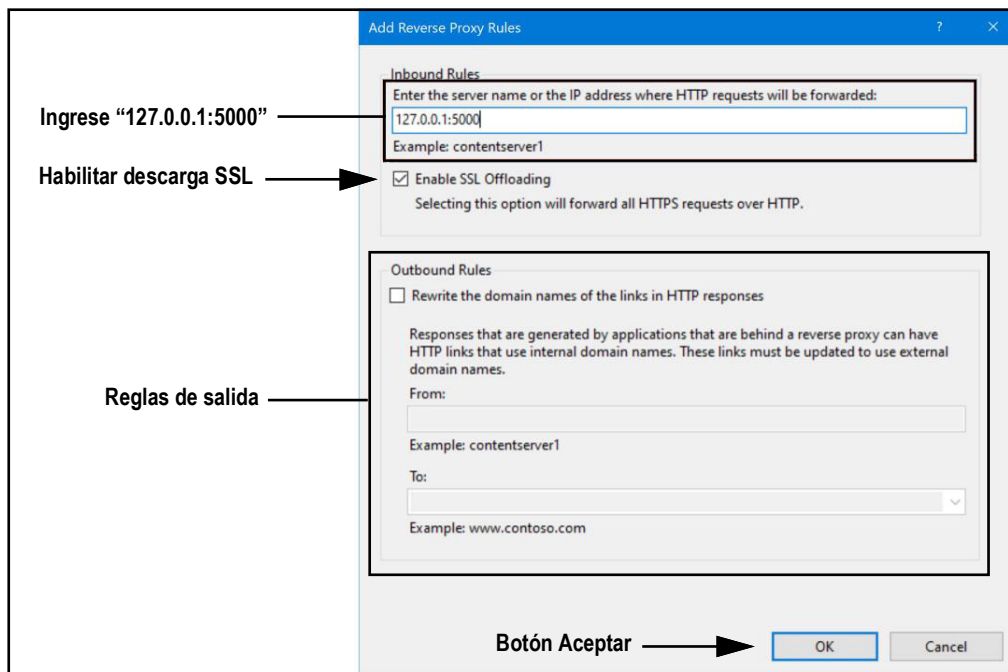 Add Reverse Proxy Rules
?
×
Inbound Rules
Enter the server name or the IP address where HTTP requests will be forwarded:
Ingrese “127.0.0.1:5000”
127.0.0.1:5000
Example: contentserver1
Habilitar descarga SSL
Enable SSL Offloading
Selecting this option will forward all HTTPS requests over HTTP.
Outbound Rules
Rewrite the domain names of the links in HTTP responses
Responses that are generated by applications that are behind a reverse proxy can have
HTTP links that use internal domain names. These links must be updated to use external
domain names.
Reglas de salida
From:
Example: contentserver1
To:
Example: www.contoso.com
Botón Aceptar
OK
Cancel